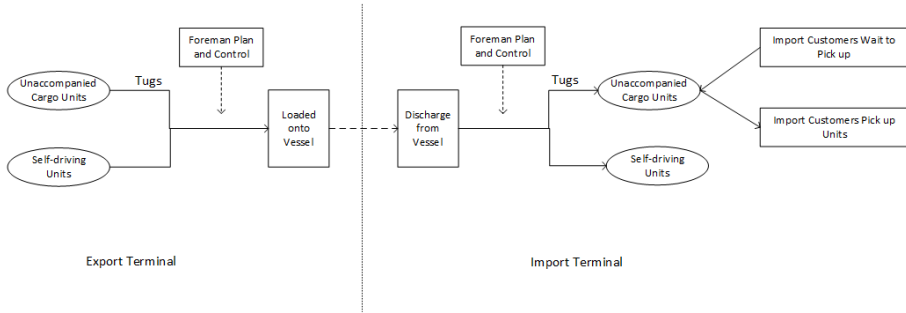 Foreman Plan
and Control
Tugs
Unaccompanied
Cargo Units
Self-driving
Units
Loaded
onto
Vessel
Export Terminal
Foreman Plan
and Control
Discharge
from
Vessel
Tugs
Unaccompanied
Cargo Units
Self-driving
Units
Import Customers Wait to
Pick up
Import Customers Pick up
Units
Import Terminal